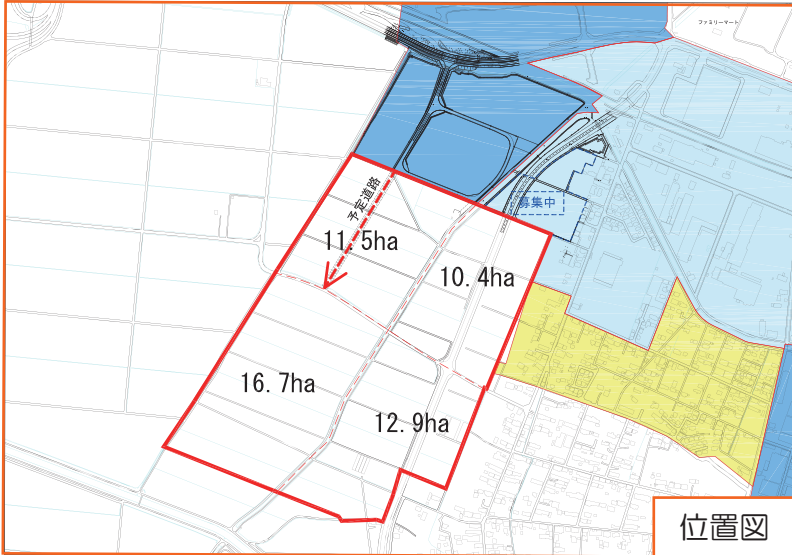 ファミリーマート
予定道路
募集中
11.5ha
10.4ha
16.7ha
12.9ha
位置図